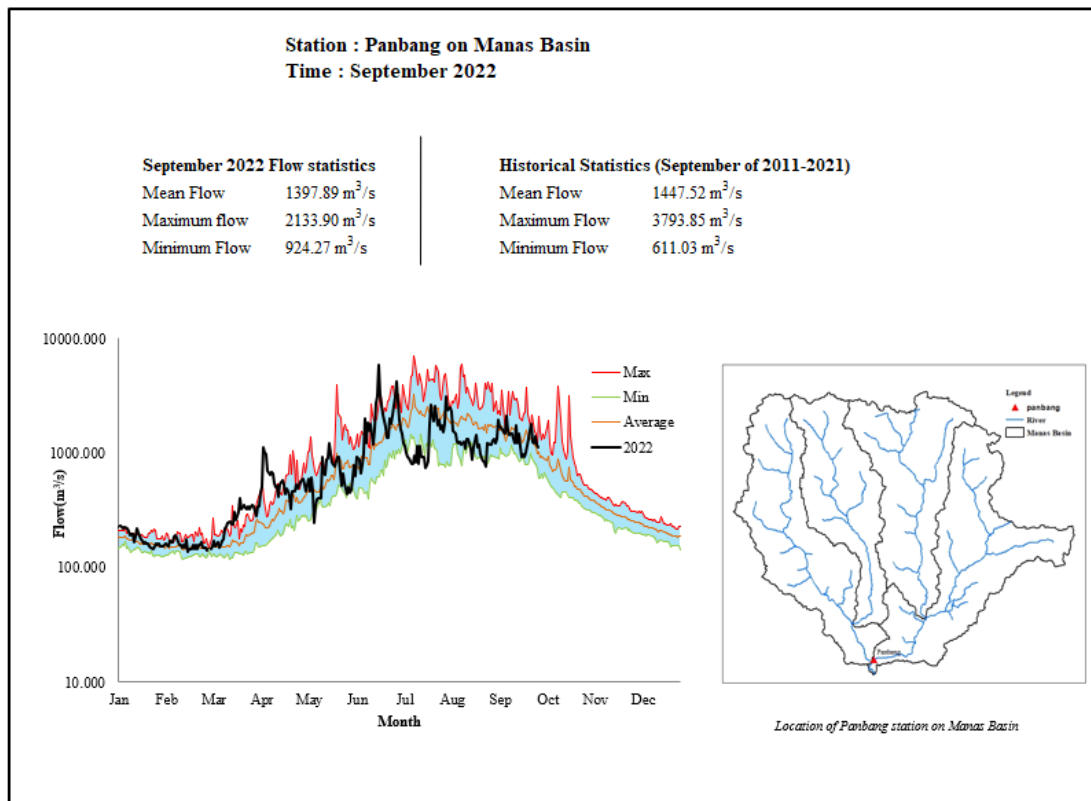 Station : Panbang on Manas Basin
Time : September 2022
September 2022 Flow statistics
Mean Flow 1397.89 m³/s
Maximum flow 2133.90 m³/s
Minimum Flow 924.27 m³/s
Historical Statistics (September of 2011-2021)
Mean Flow 1447.52 m³/s
Maximum Flow 3793.85 m³/s
Minimum Flow 611.03 m³/s
10000.000
1000.000
100.000
10.000
Flow(m³/s)
Jan Feb Mar Apr May Jun Jul Aug Sep Oct Nov Dec
Month
Max
Min
Average
2022
Legend
panbang
River
Manas Basin
Panbang
Location of Panbang station on Manas Basin